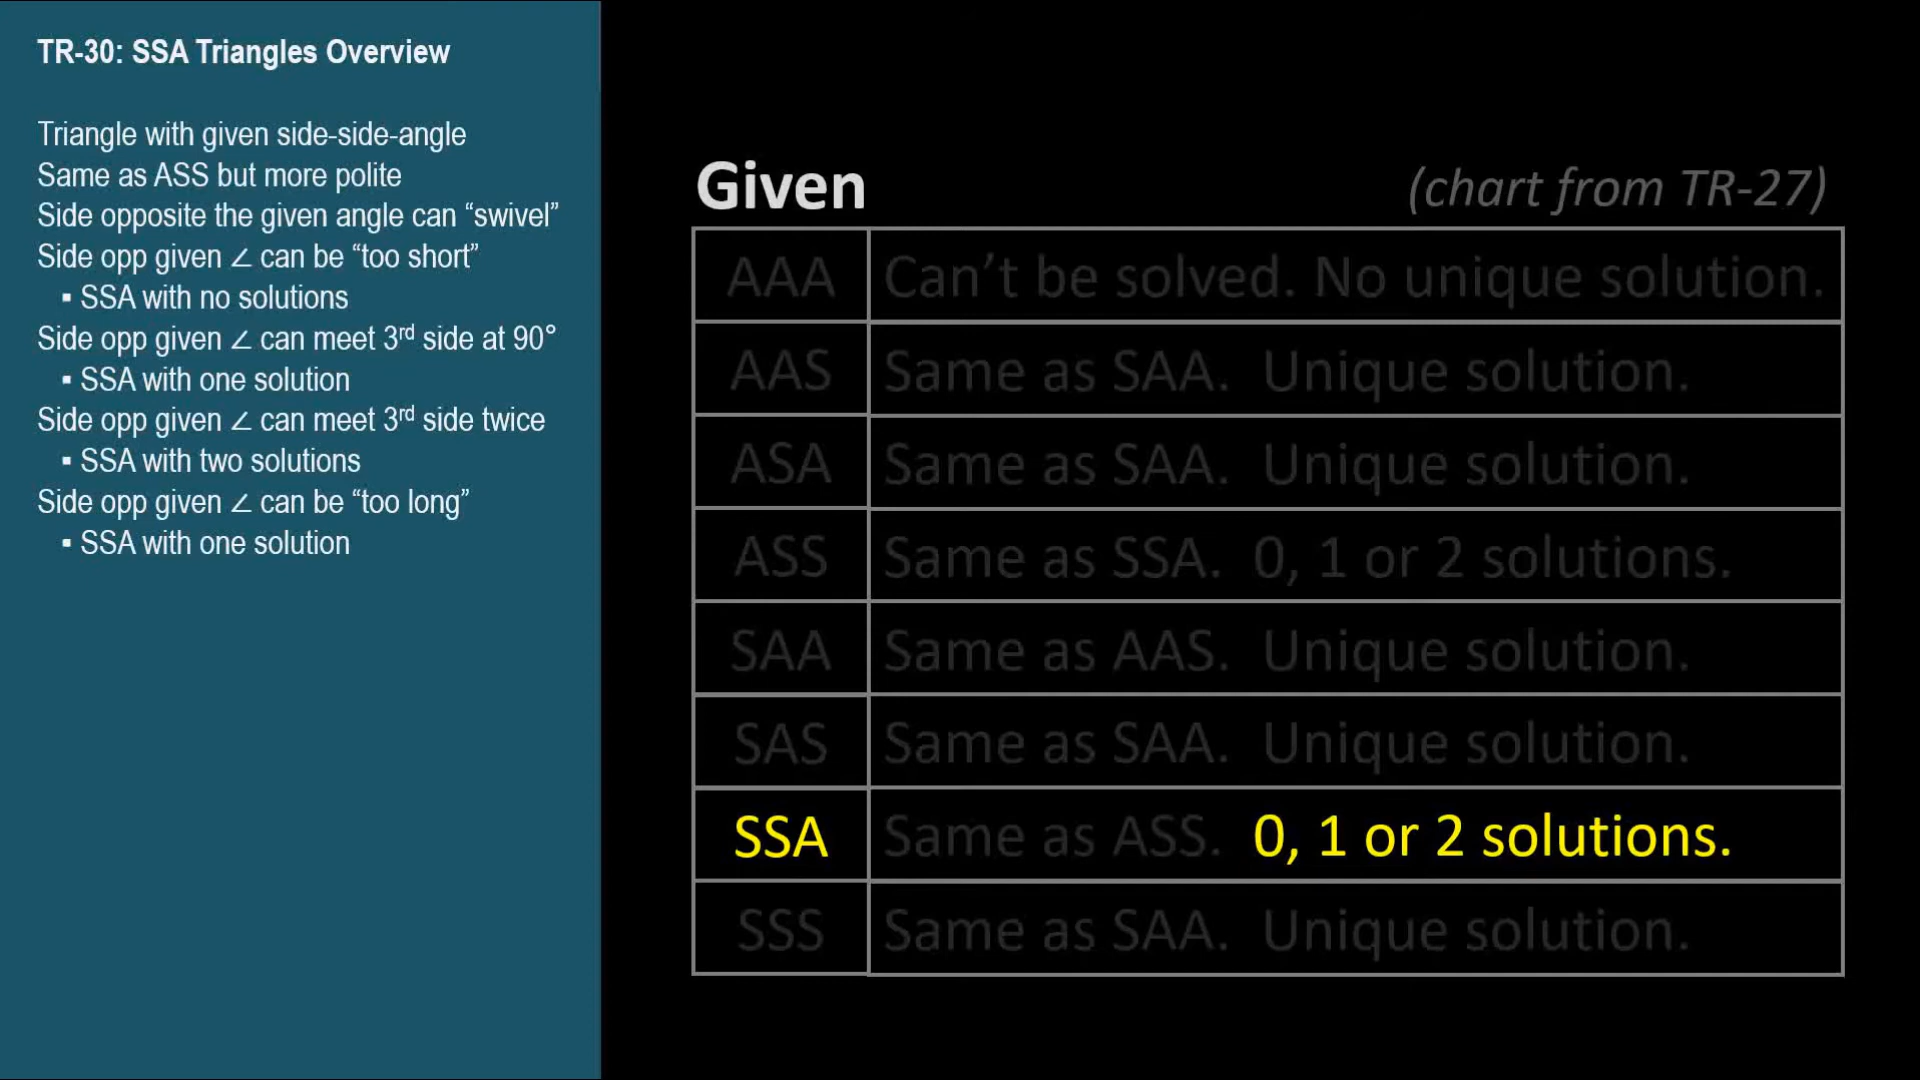 TR-30: SSA Triangles Overview
Triangle with given side-side-angle
Same as ASS but more polite
Side opposite the given angle can “swivel”
Side opp given ∠ can be “too short”
▪ SSA with no solutions
Side opp given ∠ can meet 3rd side at 90°
▪ SSA with one solution
Side opp given ∠ can meet 3rd side twice
▪ SSA with two solutions
Side opp given ∠ can be “too long”
▪ SSA with one solution
Given (chart from TR-27)
AAA Can’t be solved. No unique solution.
AAS Same as SAA. Unique solution.
ASA Same as SAA. Unique solution.
ASS Same as SSA. 0, 1 or 2 solutions.
SAA Same as AAS. Unique solution.
SAS Same as SAA. Unique solution.
SSA Same as ASS. 0, 1 or 2 solutions.
SSS Same as SAA. Unique solution.